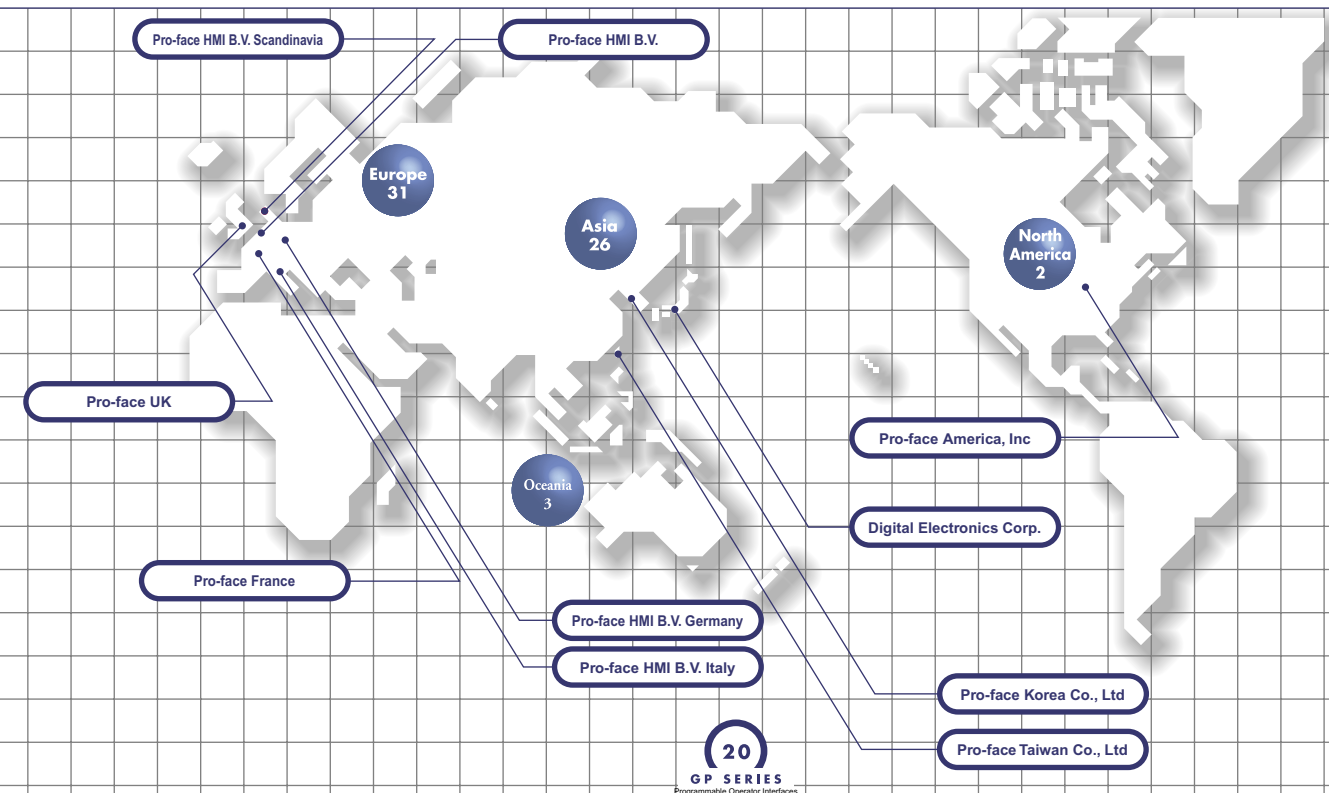 Pro-face HMI B.V. Scandinavia
Pro-face HMI B.V.
Europe
31
Asia
26
North
America
2
Pro-face UK
Pro-face America, Inc
Oceania
3
Digital Electronics Corp.
Pro-face France
Pro-face HMI B.V. Germany
Pro-face HMI B.V. Italy
Pro-face Korea Co., Ltd
Pro-face Taiwan Co., Ltd
20
GP SERIES
Programmable Operator Interfaces